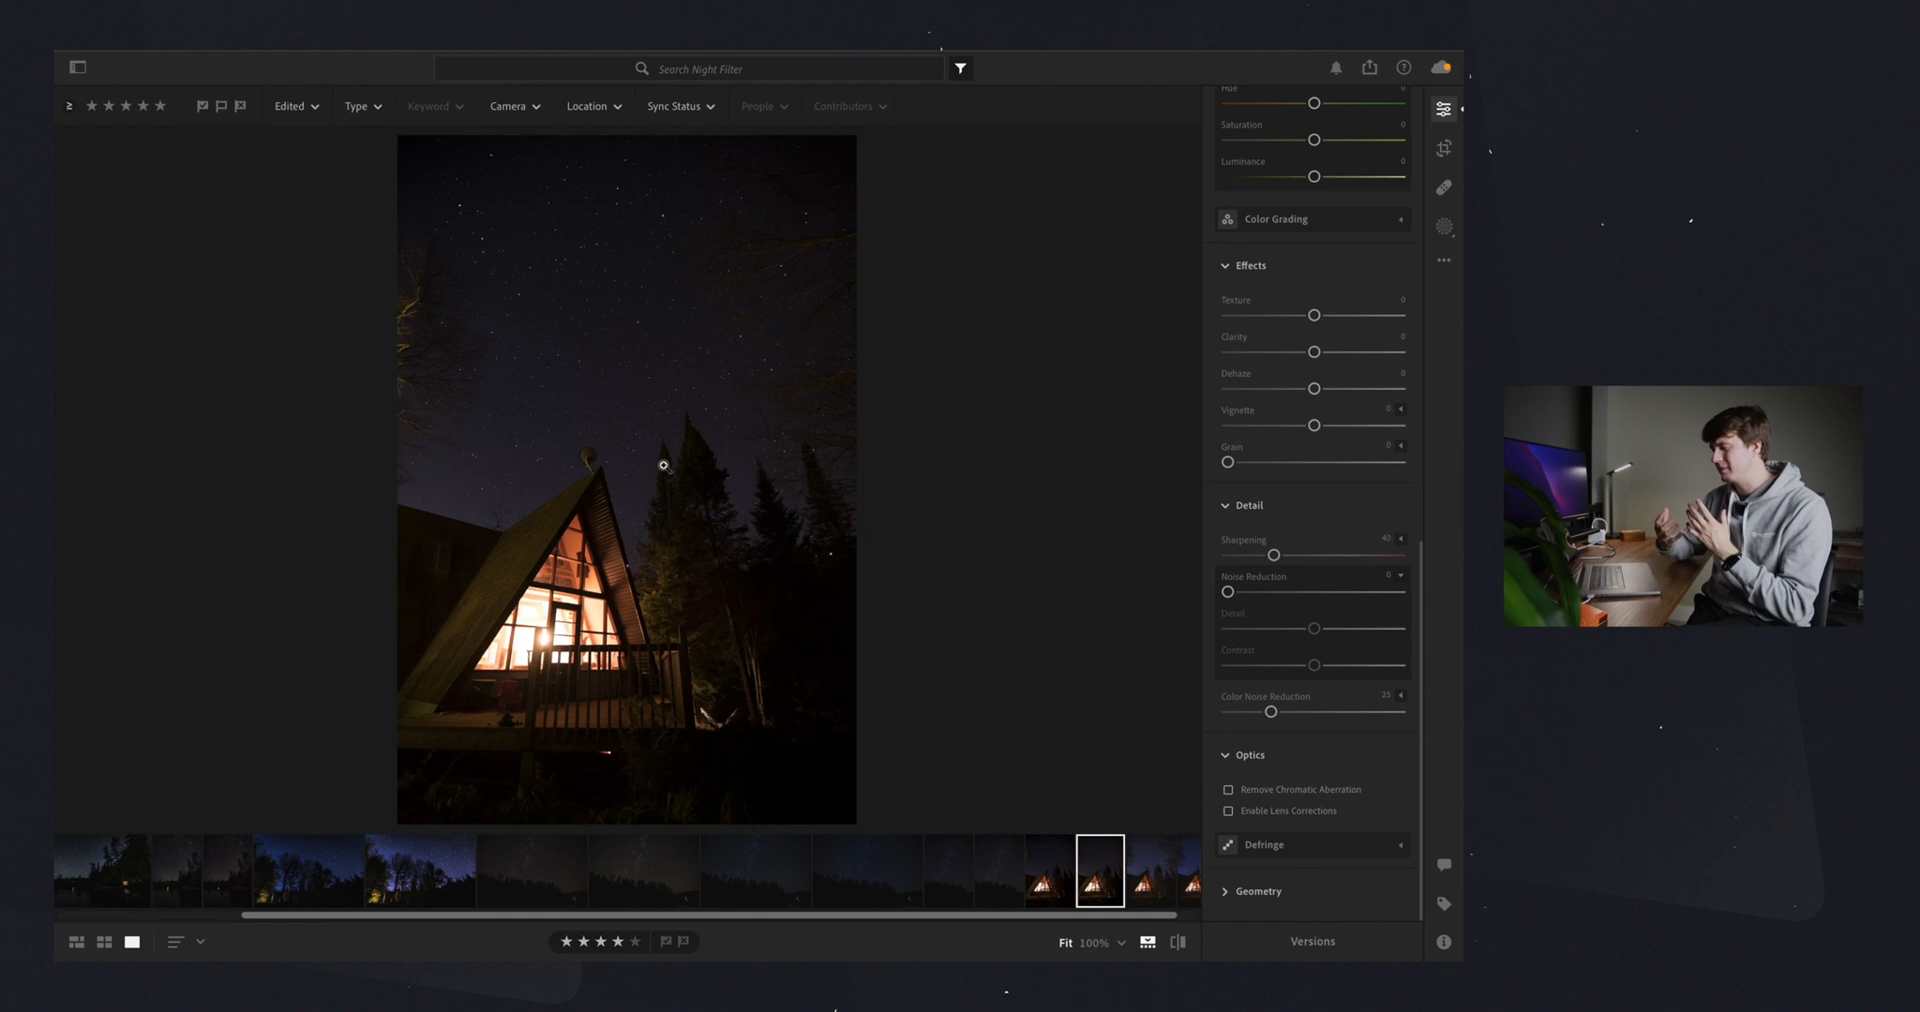 Search Night Filter
≥ Edited Type Keyword Camera Location Sync Status People Contributors
Hue 0
Saturation 0
Luminance 0
Color Grading
Effects
Texture 0
Clarity 0
Dehaze 0
Vignette 0
Grain 0
Detail
Sharpening 40
Noise Reduction 0
Detail
Contrast
Color Noise Reduction 25
Optics
Remove Chromatic Aberration
Enable Lens Corrections
Defringe
Geometry
Fit 100%
Versions